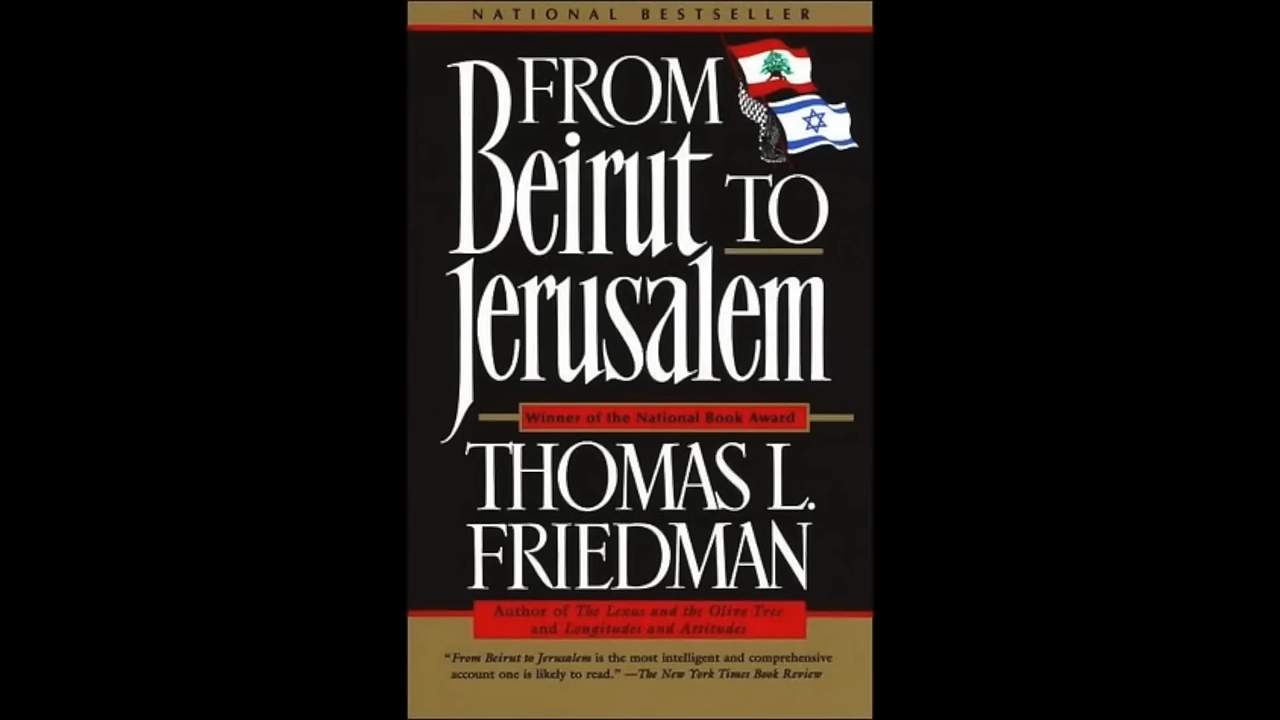 NATIONAL BESTSELLER
FROM
Beirut TO
Jerusalem
Winner of the National Book Award
THOMAS L.
FRIEDMAN
Author of The Lexus and the Olive Tree
and Longitudes and Attitudes
“From Beirut to Jerusalem is the most intelligent and comprehensive
account one is likely to read.” —The New York Times Book Review